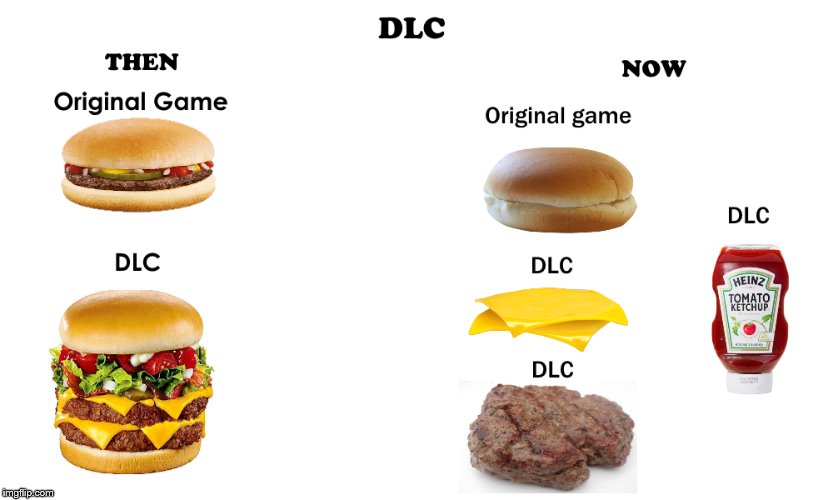 DLC
THEN
Original Game
DLC
NOW
Original game
DLC
DLC
DLC
HEINZ
TOMATO
KETCHUP
imgflip.com